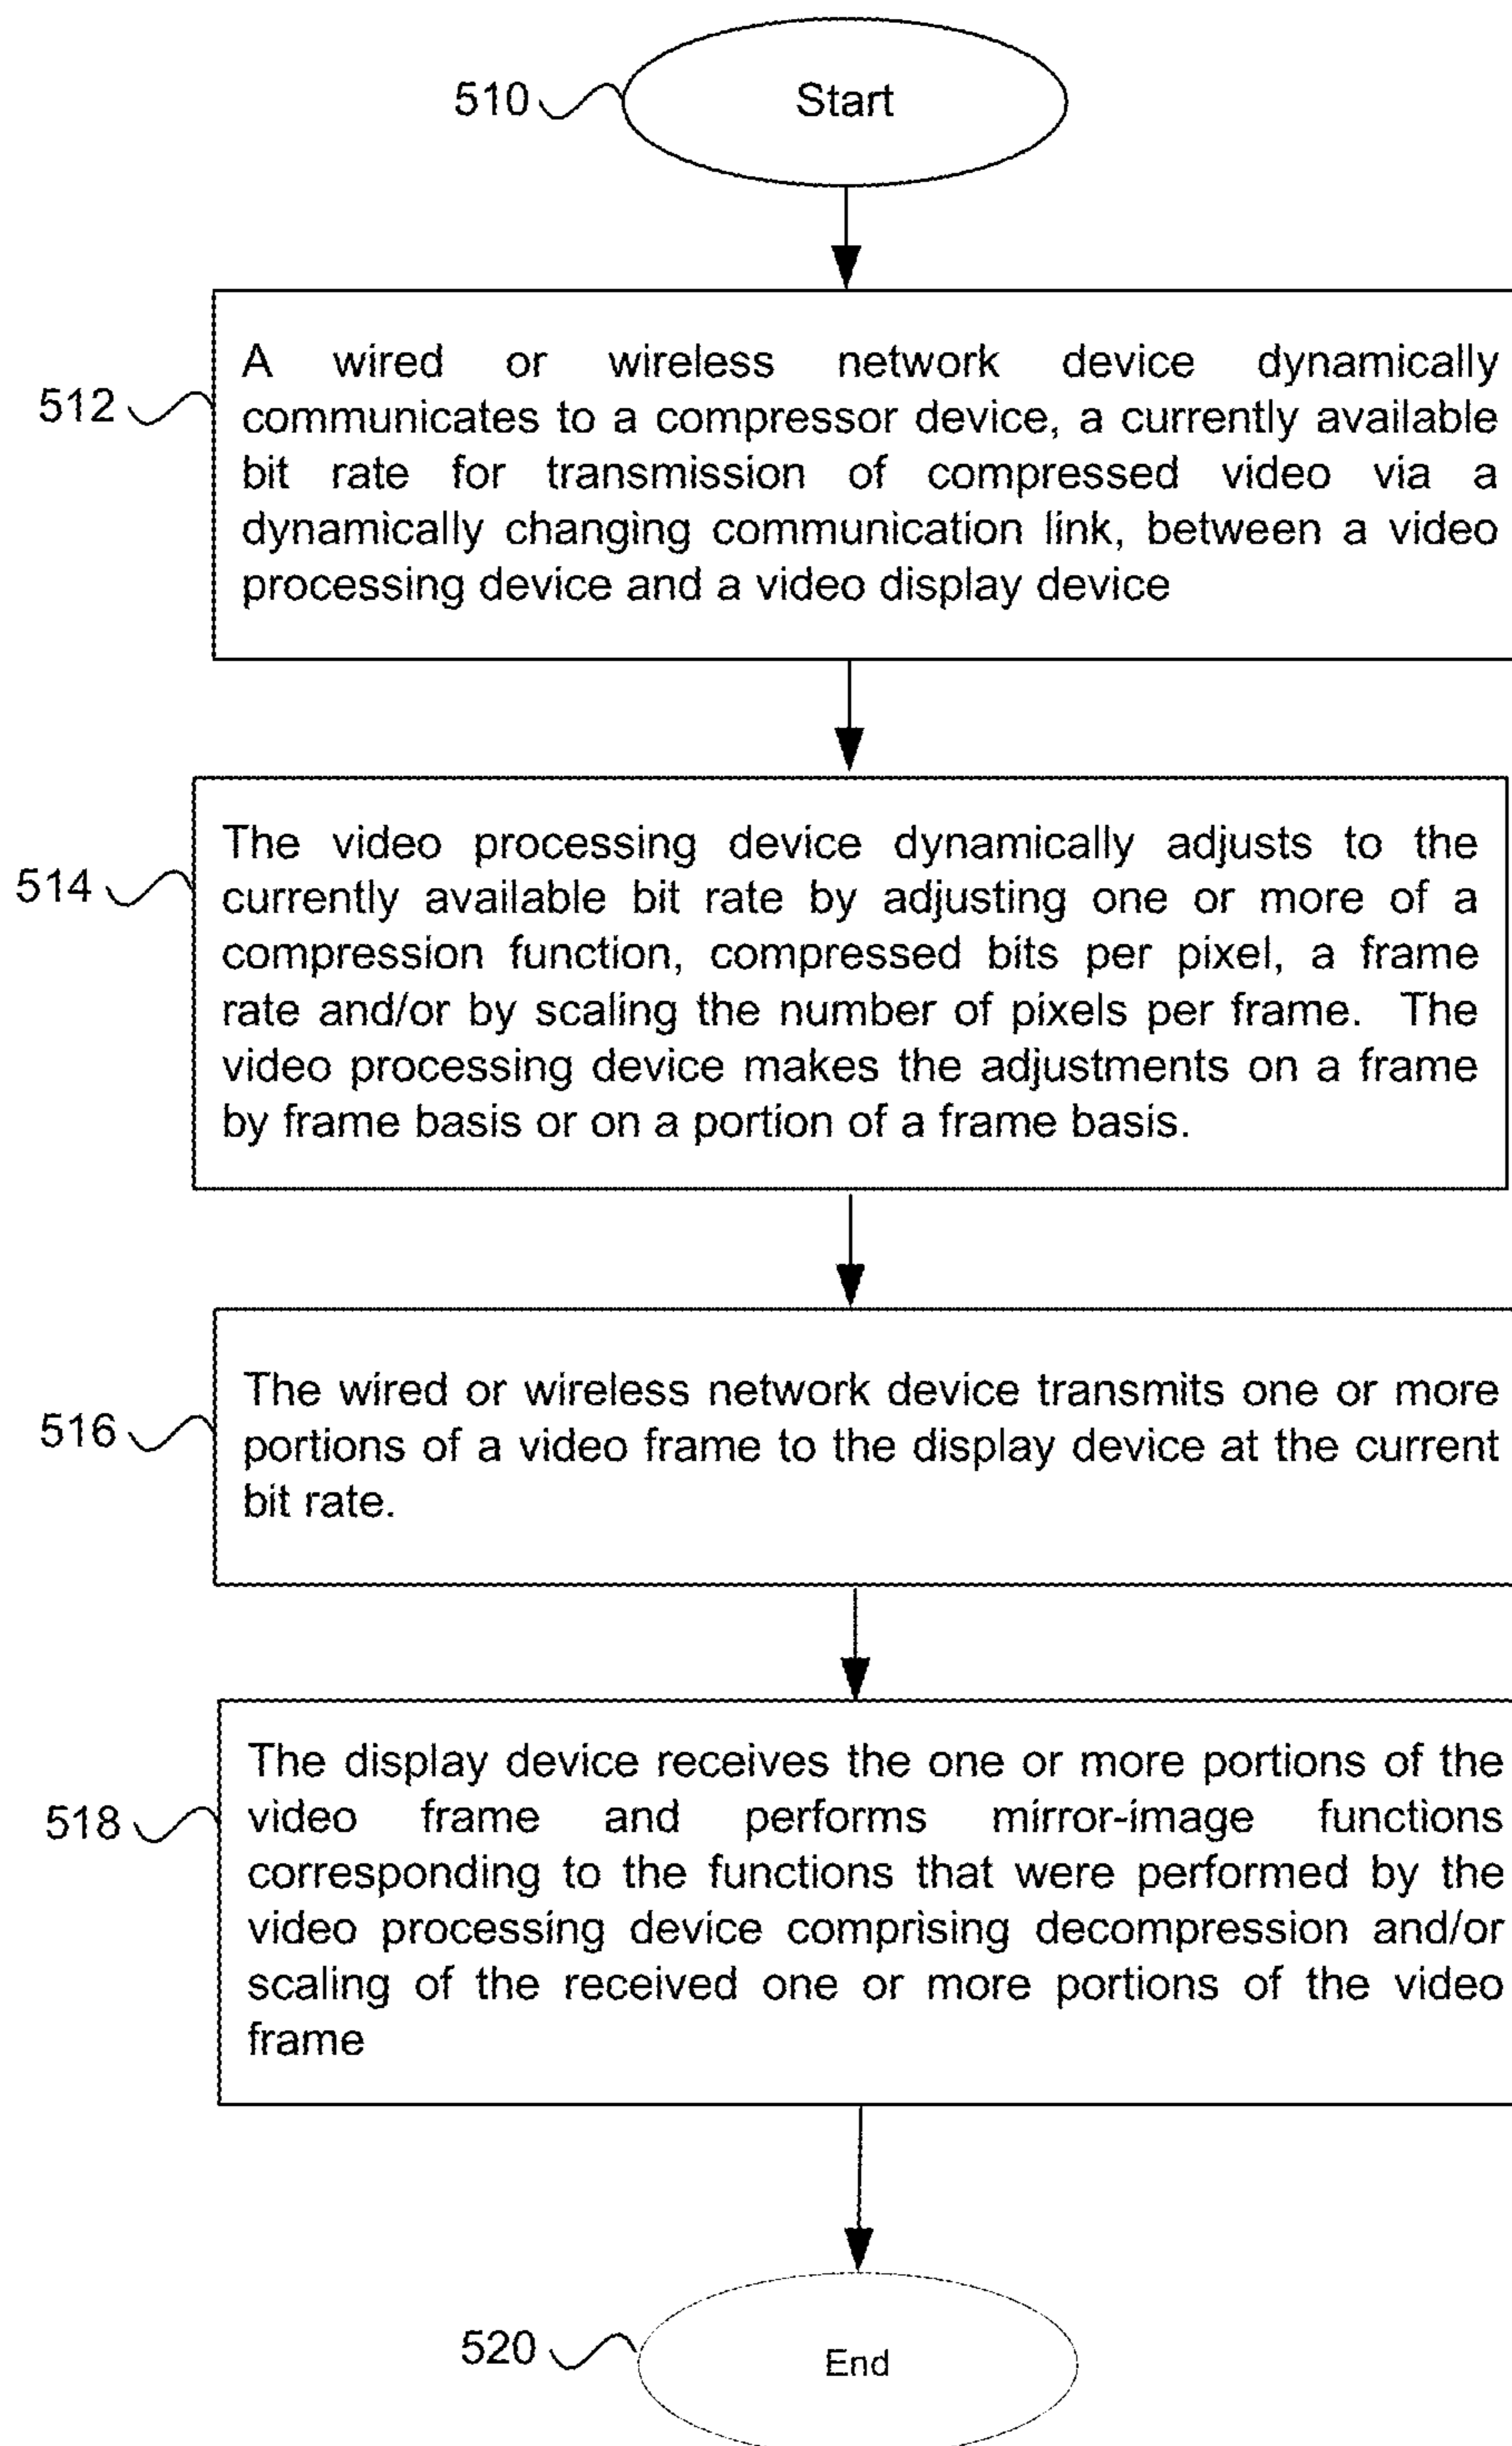 510
Start
512
A wired or wireless network device dynamically
communicates to a compressor device, a currently available
bit rate for transmission of compressed video via a
dynamically changing communication link, between a video
processing device and a video display device
514
The video processing device dynamically adjusts to the
currently available bit rate by adjusting one or more of a
compression function, compressed bits per pixel, a frame
rate and/or by scaling the number of pixels per frame. The
video processing device makes the adjustments on a frame
by frame basis or on a portion of a frame basis.
516
The wired or wireless network device transmits one or more
portions of a video frame to the display device at the current
bit rate.
518
The display device receives the one or more portions of the
video frame and performs mirror-image functions
corresponding to the functions that were performed by the
video processing device comprising decompression and/or
scaling of the received one or more portions of the video
frame
520
End